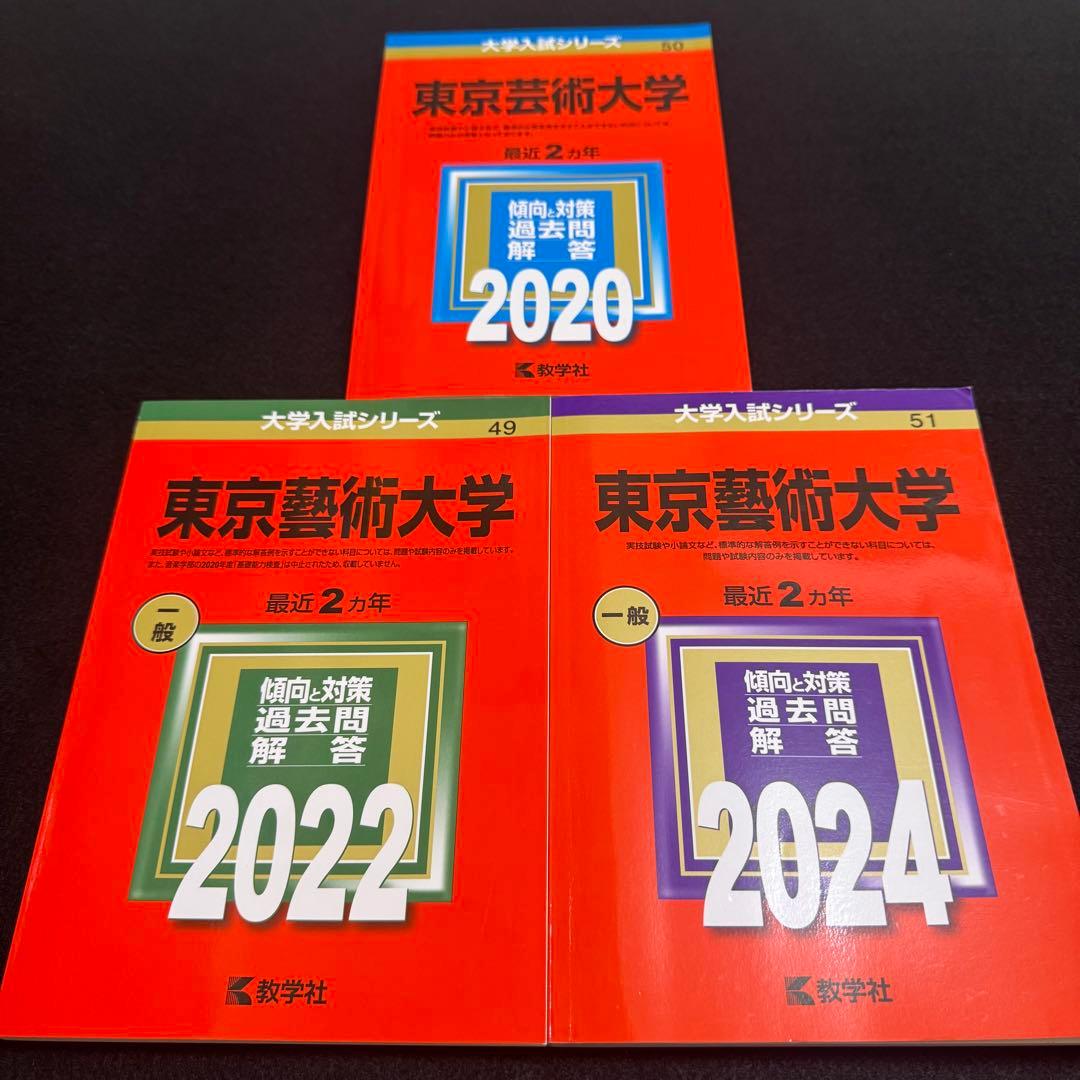 大学入試シリーズ
50
東京芸術大学
最近2カ年
傾向と対策
過去問
解答
2020
教学社
大学入試シリーズ
49
東京藝術大学
実技試験や小論文など、標準的な解答例を示すことができない科目については、問題や試験内容のみを掲載しています。
また、音楽学部の2020年度「基礎能力検査」は中止されたため、収載していません。
一般
最近2カ年
傾向と対策
過去問
解答
2022
教学社
大学入試シリーズ
51
東京藝術大学
実技試験や小論文など、標準的な解答例を示すことができない科目については、
問題や試験内容のみを掲載しています。
一般
最近2カ年
傾向と対策
過去問
解答
2024
教学社